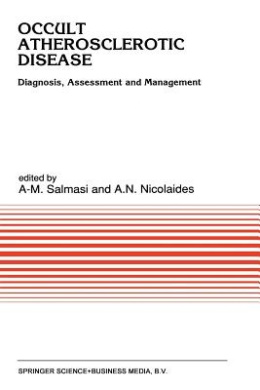 OCCULT
ATHEROSCLEROTIC
DISEASE
Diagnosis, Assessment and Management
edited by
A-M. Salmasi and A.N. Nicolaides
SPRINGER SCIENCE+BUSINESS MEDIA, B.V.